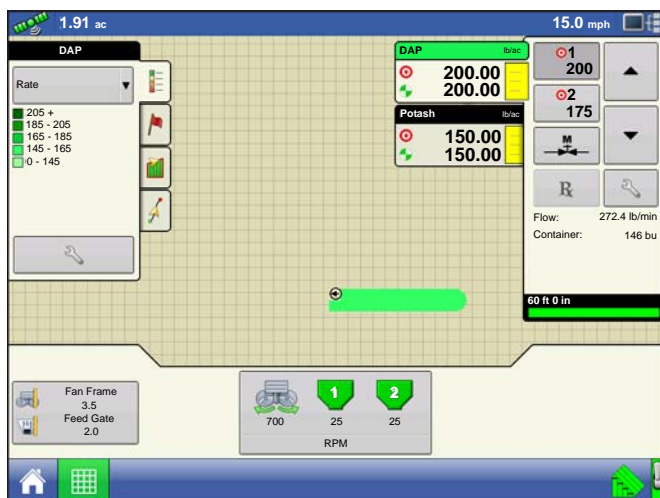 1.91 ac
15.0 mph
DAP
Rate
205 +
185 - 205
165 - 185
145 - 165
0 - 145
DAP lb/ac
200.00
200.00
Potash lb/ac
150.00
150.00
1
200
2
175
M
Rx
Flow: 272.4 lb/min
Container: 146 bu
60 ft 0 in
Fan Frame
3.5
Feed Gate
2.0
1 2
700 25 25
RPM